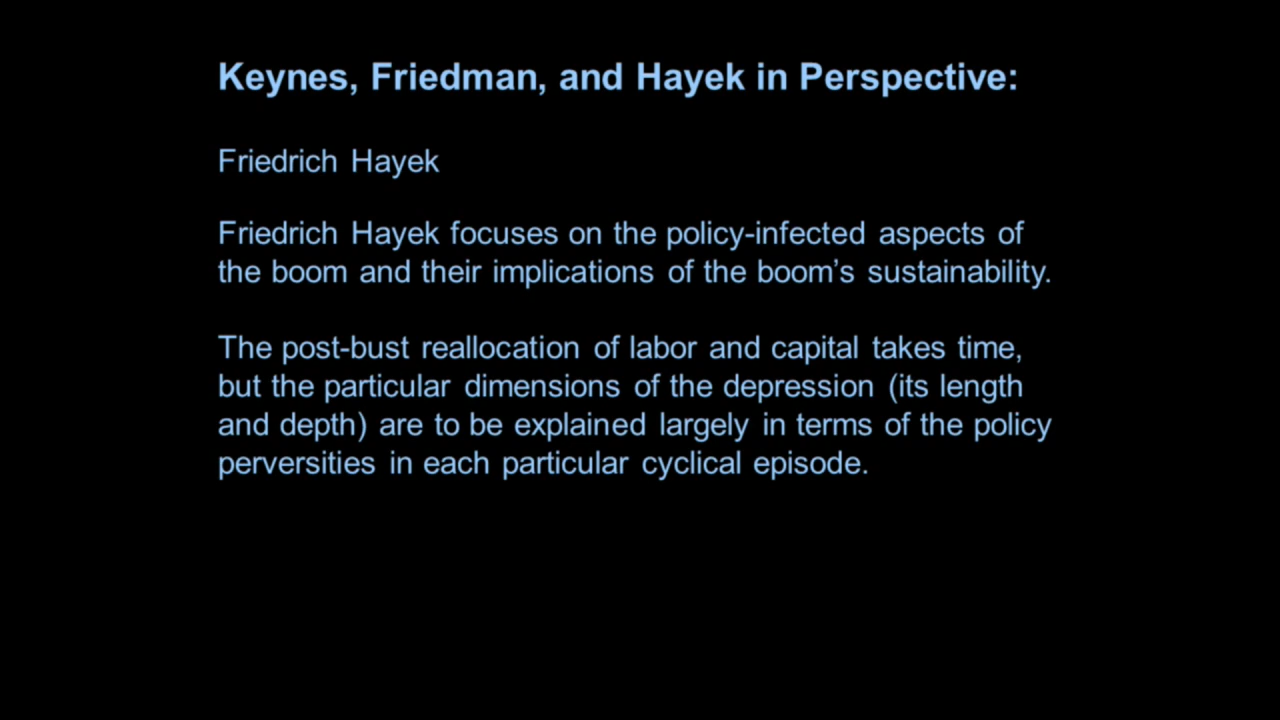 Keynes, Friedman, and Hayek in Perspective:
Friedrich Hayek
Friedrich Hayek focuses on the policy-infected aspects of
the boom and their implications of the boom’s sustainability.
The post-bust reallocation of labor and capital takes time,
but the particular dimensions of the depression (its length
and depth) are to be explained largely in terms of the policy
perversities in each particular cyclical episode.